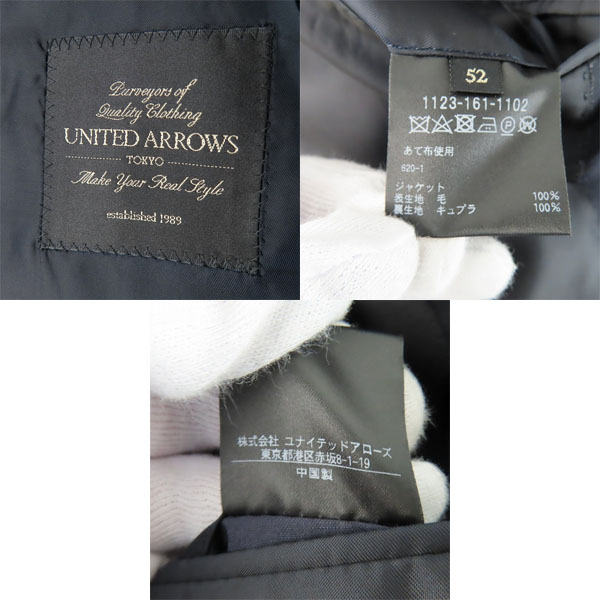 Purveyors of
Quality Clothing
UNITED ARROWS
TOKYO
Make Your Real Style
established 1989
52
1123-161-1102
あて布使用
620-1
ジャケット
表生地 毛 100%
裏生地 キュプラ 100%
株式会社 ユナイテッドアローズ
東京都港区赤坂8-1-19
中国製